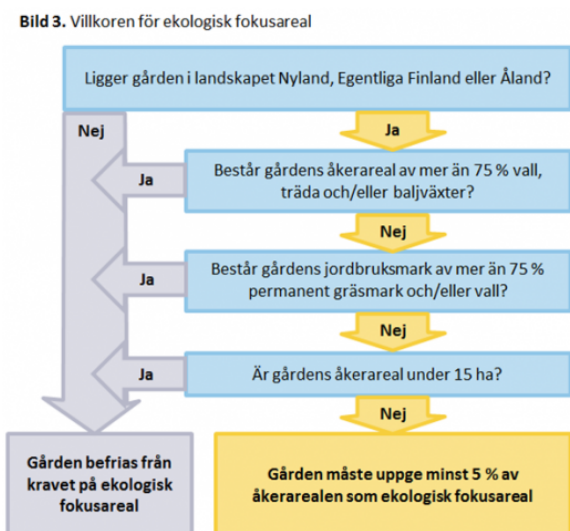 Bild 3. Villkoren för ekologisk fokusareal
Ligger gården i landskapet Nyland, Egentliga Finland eller Åland?
Nej
Ja
Ja
Består gårdens åkerareal av mer än 75 % vall,
träda och/eller baljväxter?
Nej
Ja
Består gårdens jordbruksmark av mer än 75 %
permanent gräsmark och/eller vall?
Nej
Ja
Är gårdens åkerareal under 15 ha?
Nej
Gården befrias från
kravet på ekologisk
fokusareal
Gården måste uppge minst 5 % av
åkerarealen som ekologisk fokusareal